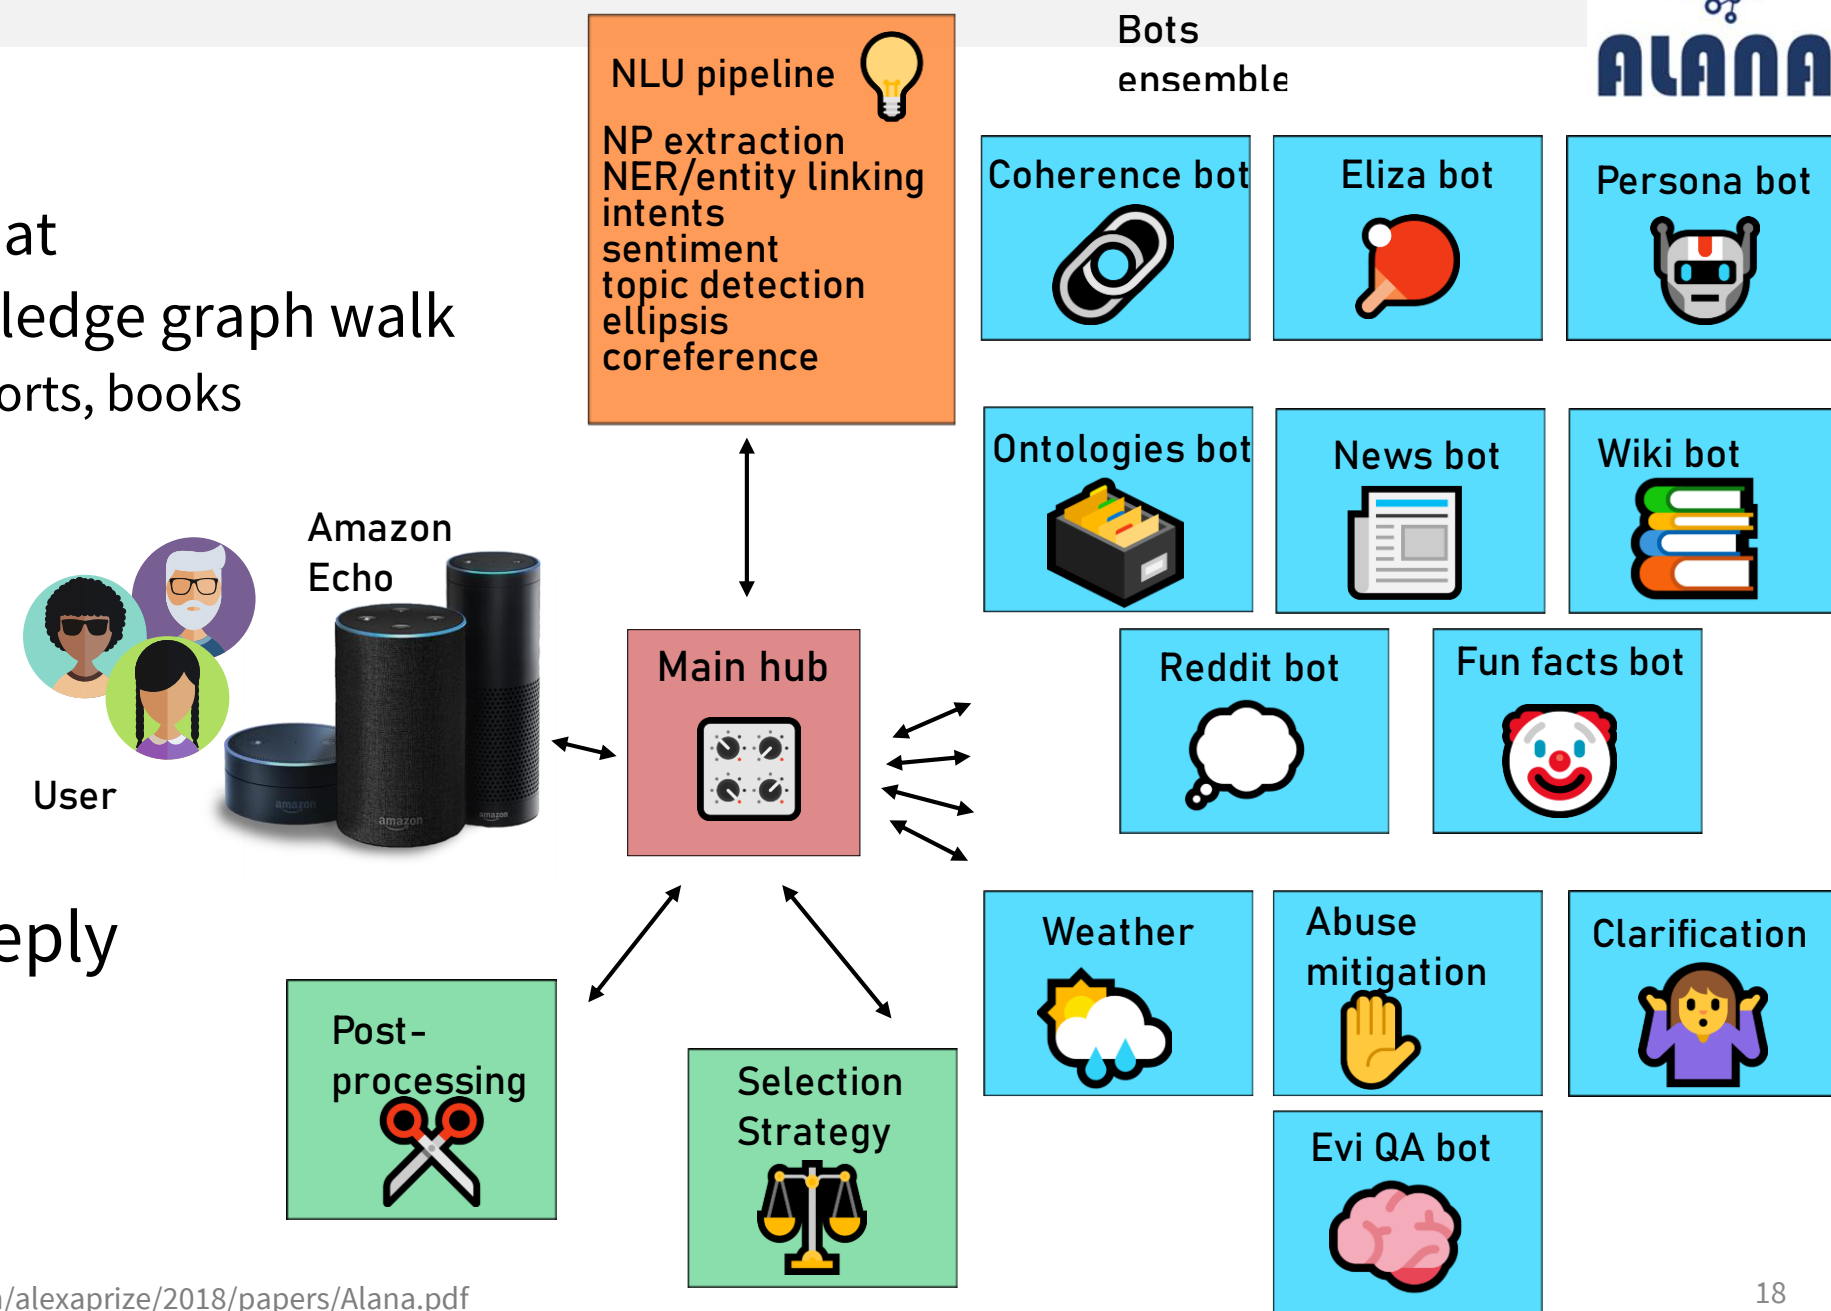 at
ledge graph walk
orts, books
eply
NLU pipeline
NP extraction
NER/entity linking
intents
sentiment
topic detection
ellipsis
coreference
Bots
ensemble
ALANA
Coherence bot
Eliza bot
Persona bot
Ontologies bot
News bot
Wiki bot
Amazon
Echo
User
amazon
amazon
amazon
Main hub
Reddit bot
Fun facts bot
Weather
Abuse
mitigation
Clarification
Post-
processing
Selection
Strategy
Evi QA bot
/alexaprize/2018/papers/Alana.pdf
18